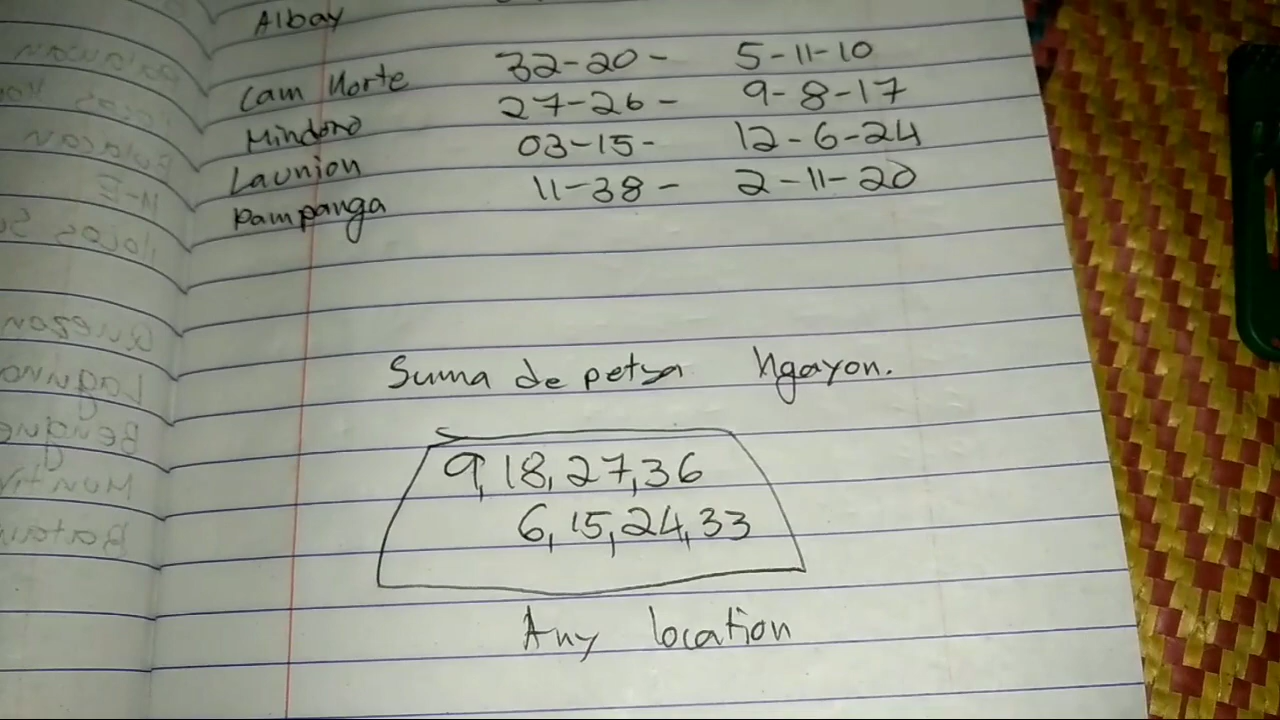 Albay
Cam Norte 32-20- 5-11-10
Mindoro 27-26- 9-8-17
Launion 03-15- 12-6-24
Pampanga 11-38- 2-11-20
Suma de petsa Ngayon.
9,18,27,36
6,15,24,33
Any location